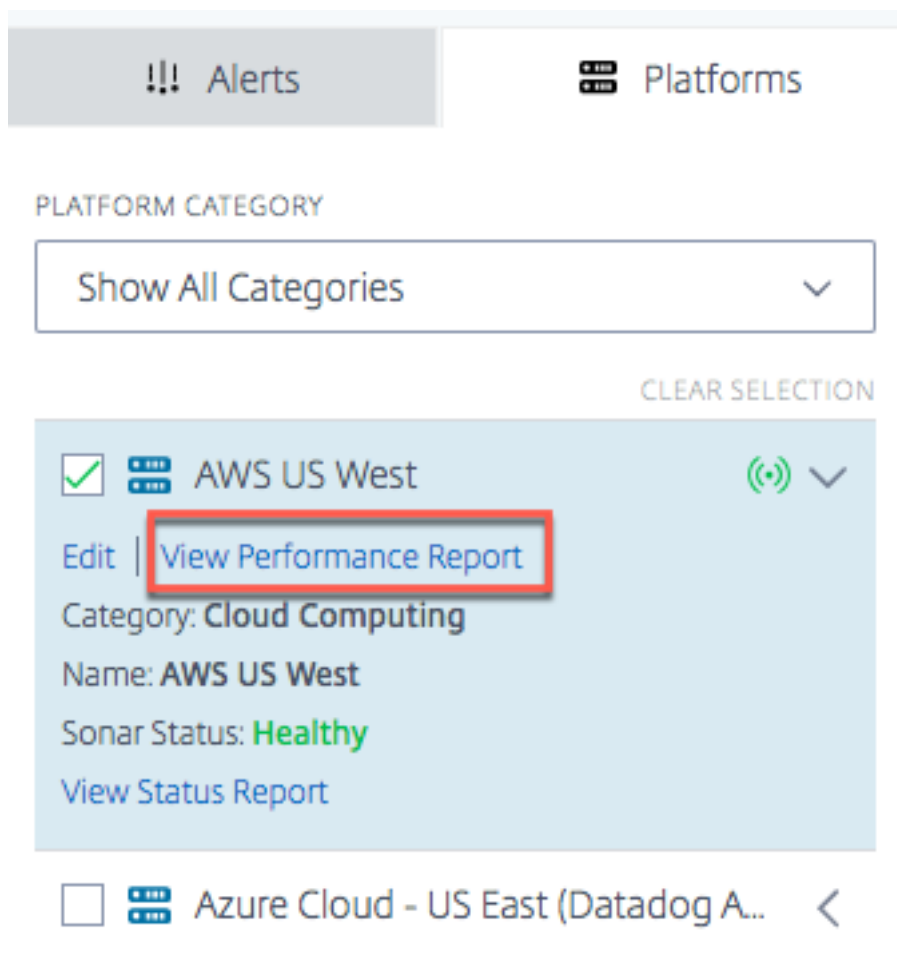 Alerts
Platforms
PLATFORM CATEGORY
Show All Categories
CLEAR SELECTION
AWS US West
Edit | View Performance Report
Category: Cloud Computing
Name: AWS US West
Sonar Status: Healthy
View Status Report
Azure Cloud - US East (Datadog A...